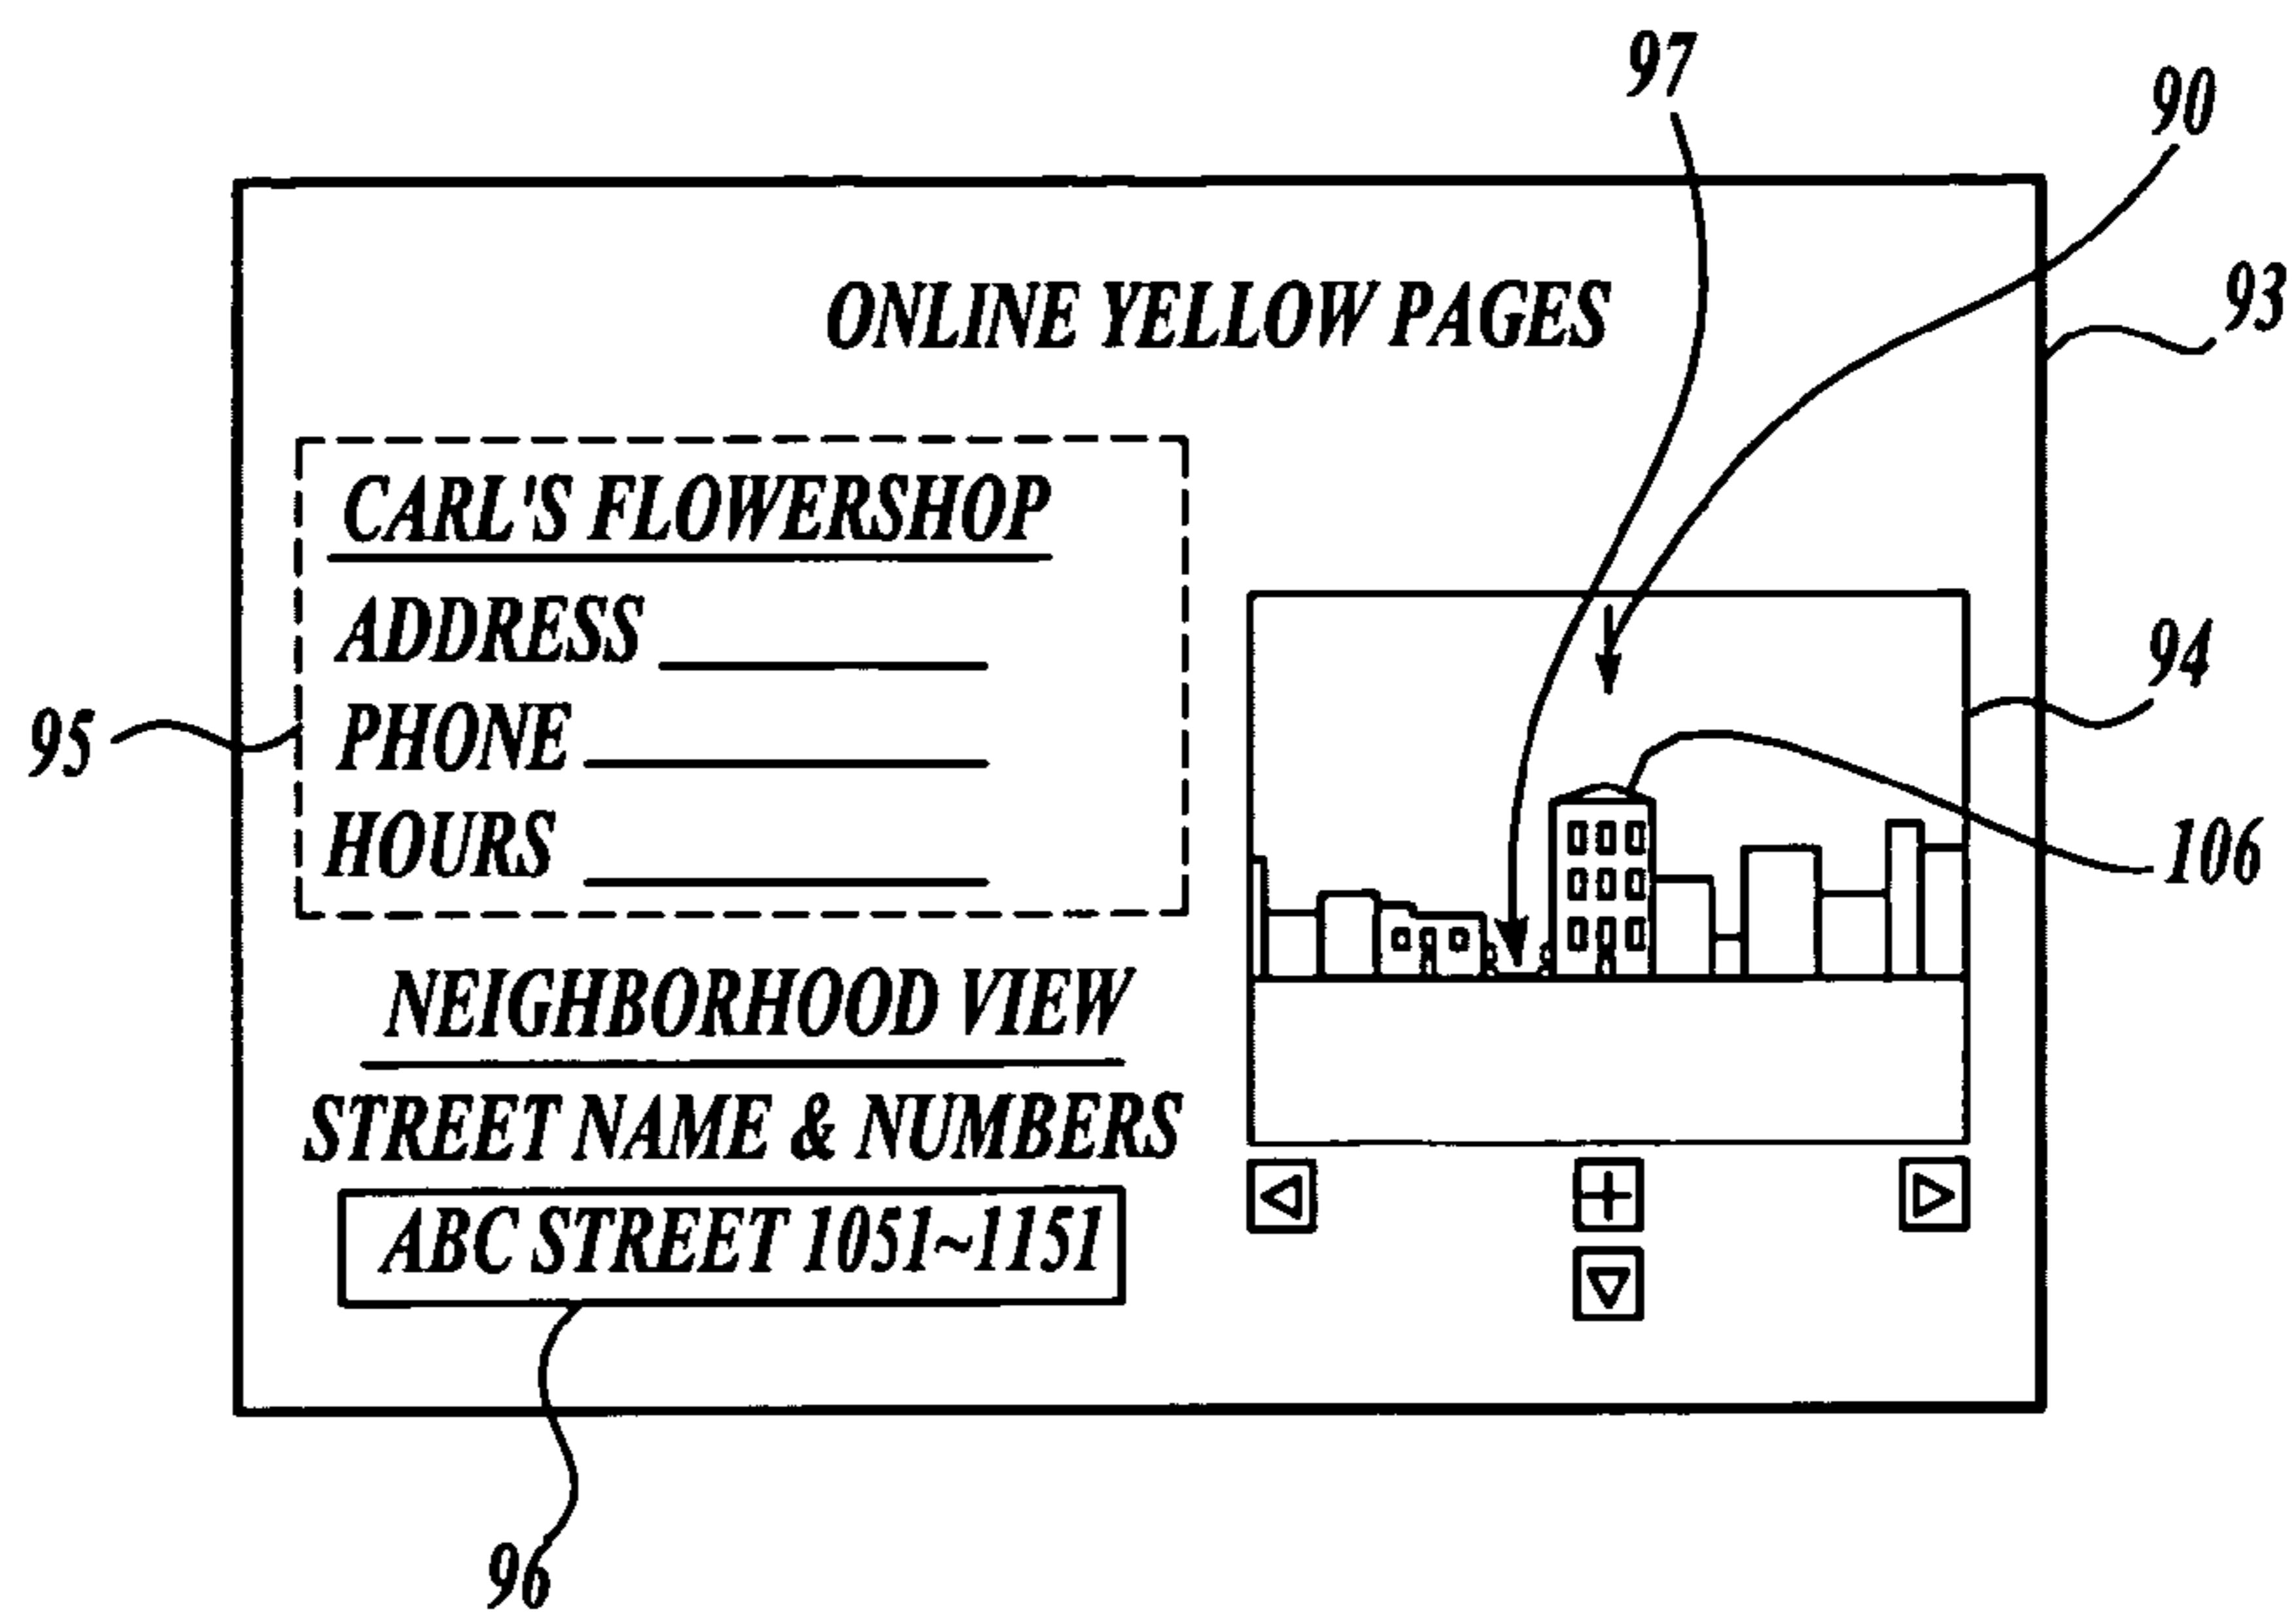 97
90
93
ONLINE YELLOW PAGES
CARL'S FLOWERSHOP
ADDRESS
PHONE
HOURS
95
94
106
NEIGHBORHOOD VIEW
STREET NAME & NUMBERS
ABC STREET 1051~1151
96